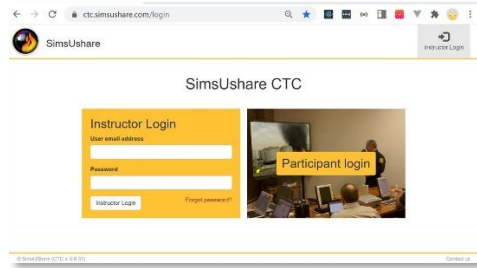 ctc.simsushare.com/login
SimsUshare
Instructor Login
SimsUshare CTC
Instructor Login
User email address
Password
Instructor Login
Forgot password?
Participant login
Contact us